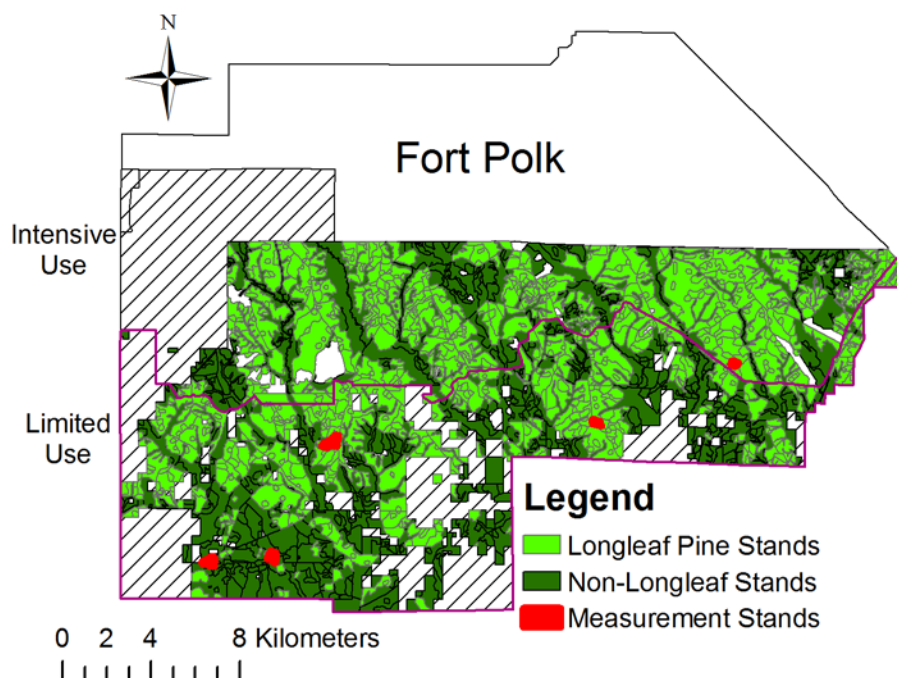 N
Fort Polk
Intensive
Use
Limited
Use
Legend
Longleaf Pine Stands
Non-Longleaf Stands
Measurement Stands
0 2 4 8 Kilometers